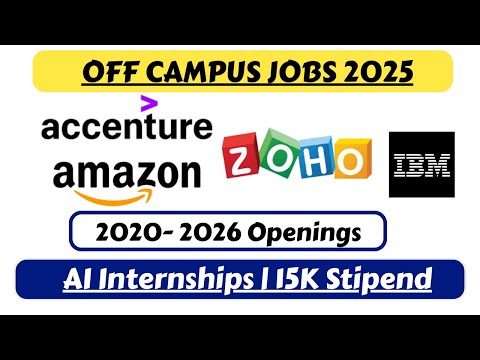 OFF CAMPUS JOBS 2025
>
accenture
amazon
ZOHO
IBM
2020- 2026 Openings
AI Internships | 15K Stipend